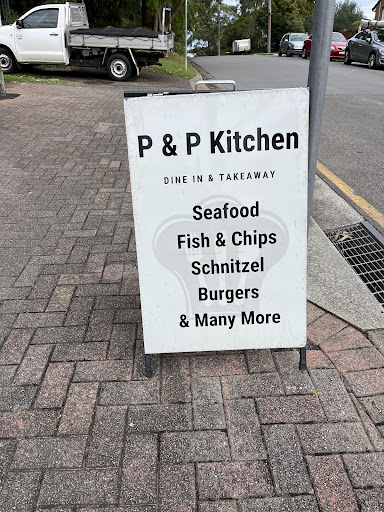 P & P Kitchen
DINE IN & TAKEAWAY
Seafood
Fish & Chips
Schnitzel
Burgers
& Many More